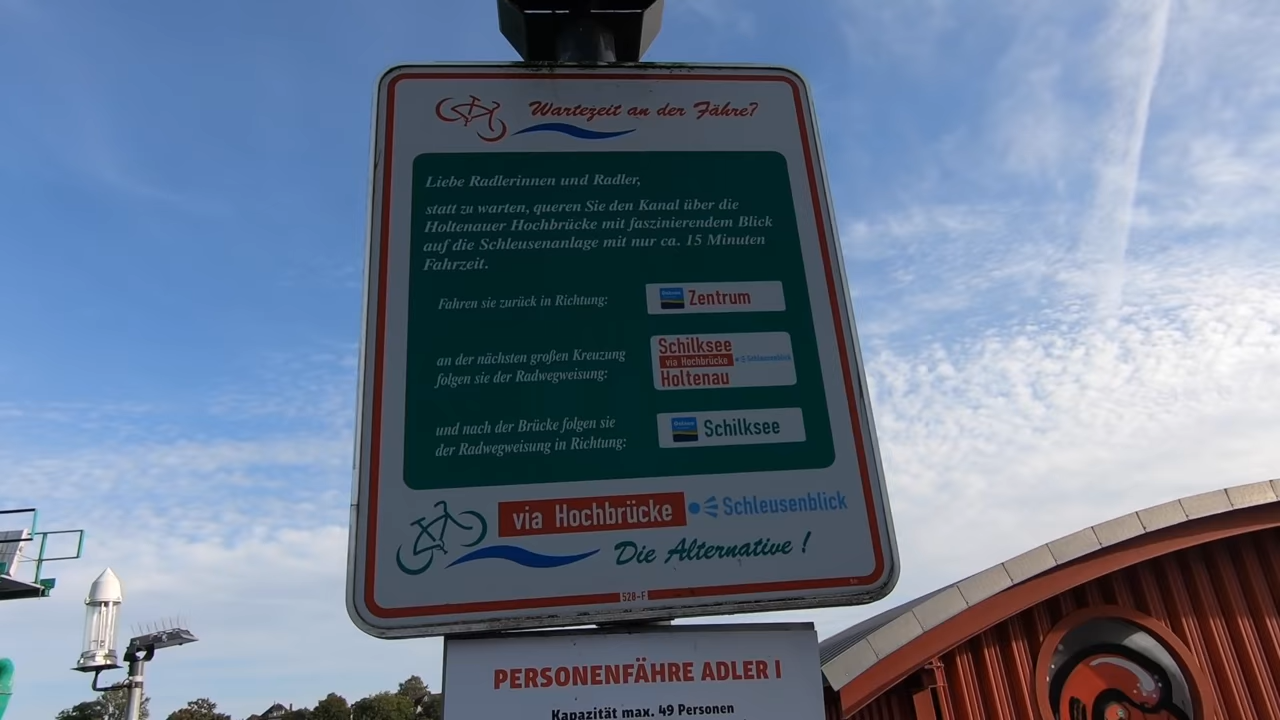 Wartezeit an der Fähre?
Liebe Radlerinnen und Radler,
statt zu warten, queren Sie den Kanal über die
Holtenauer Hochbrücke mit faszinierendem Blick
auf die Schleusenanlage mit nur ca. 15 Minuten
Fahrzeit.
Fahren sie zurück in Richtung:
Zentrum
an der nächsten großen Kreuzung
folgen sie der Radwegweisung:
Schilksee
via Hochbrücke Schleusenblick
Holtenau
und nach der Brücke folgen sie
der Radwegweisung in Richtung:
Schilksee
via Hochbrücke Schleusenblick
Die Alternative !
528-F
PERSONENFÄHRE ADLER I
Kapazität max. 49 Personen